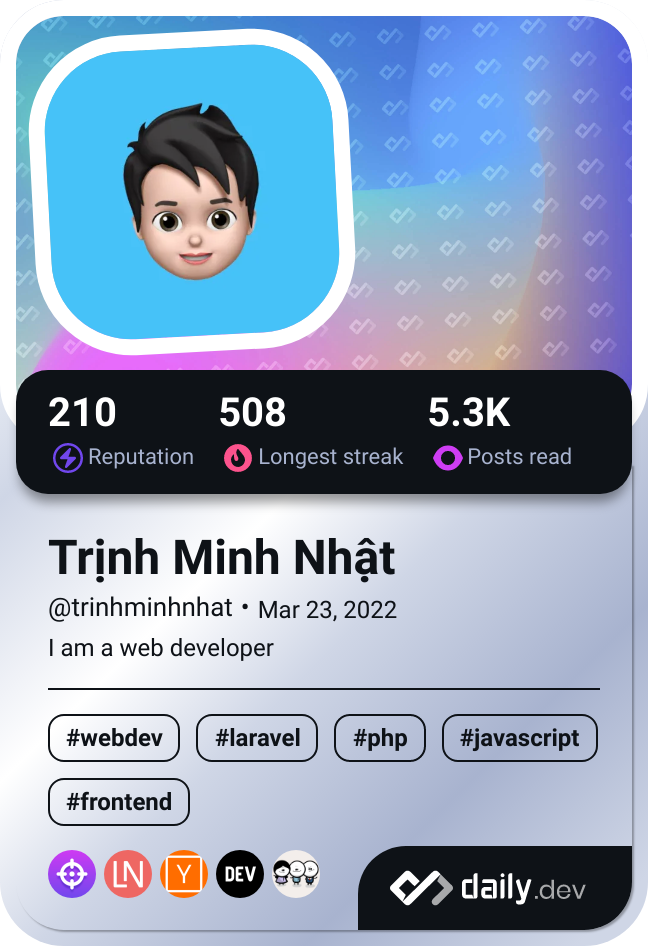 210 508 5.3K
Reputation Longest streak Posts read
Trịnh Minh Nhật
@trinhminhnhat • Mar 23, 2022
I am a web developer
#webdev #laravel #php #javascript
#frontend
LN Y DEV
daily.dev